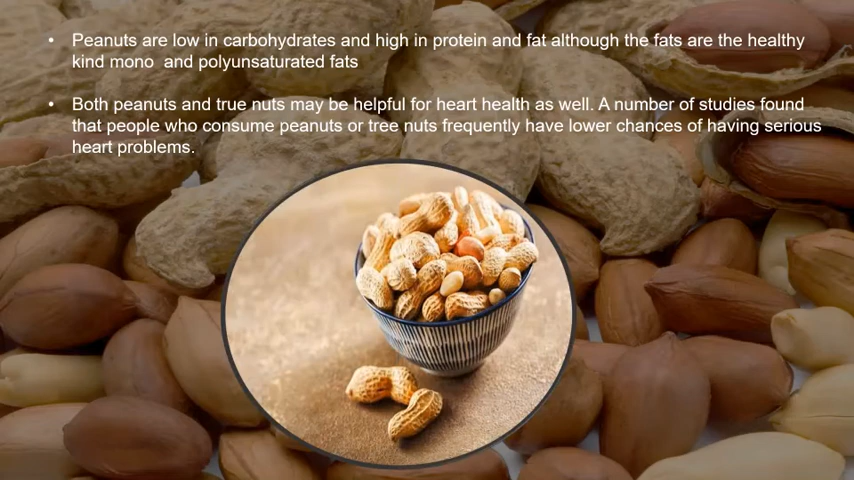 • Peanuts are low in carbohydrates and high in protein and fat although the fats are the healthy
kind mono  and polyunsaturated fats
• Both peanuts and true nuts may be helpful for heart health as well. A number of studies found
that people who consume peanuts or tree nuts frequently have lower chances of having serious
heart problems.